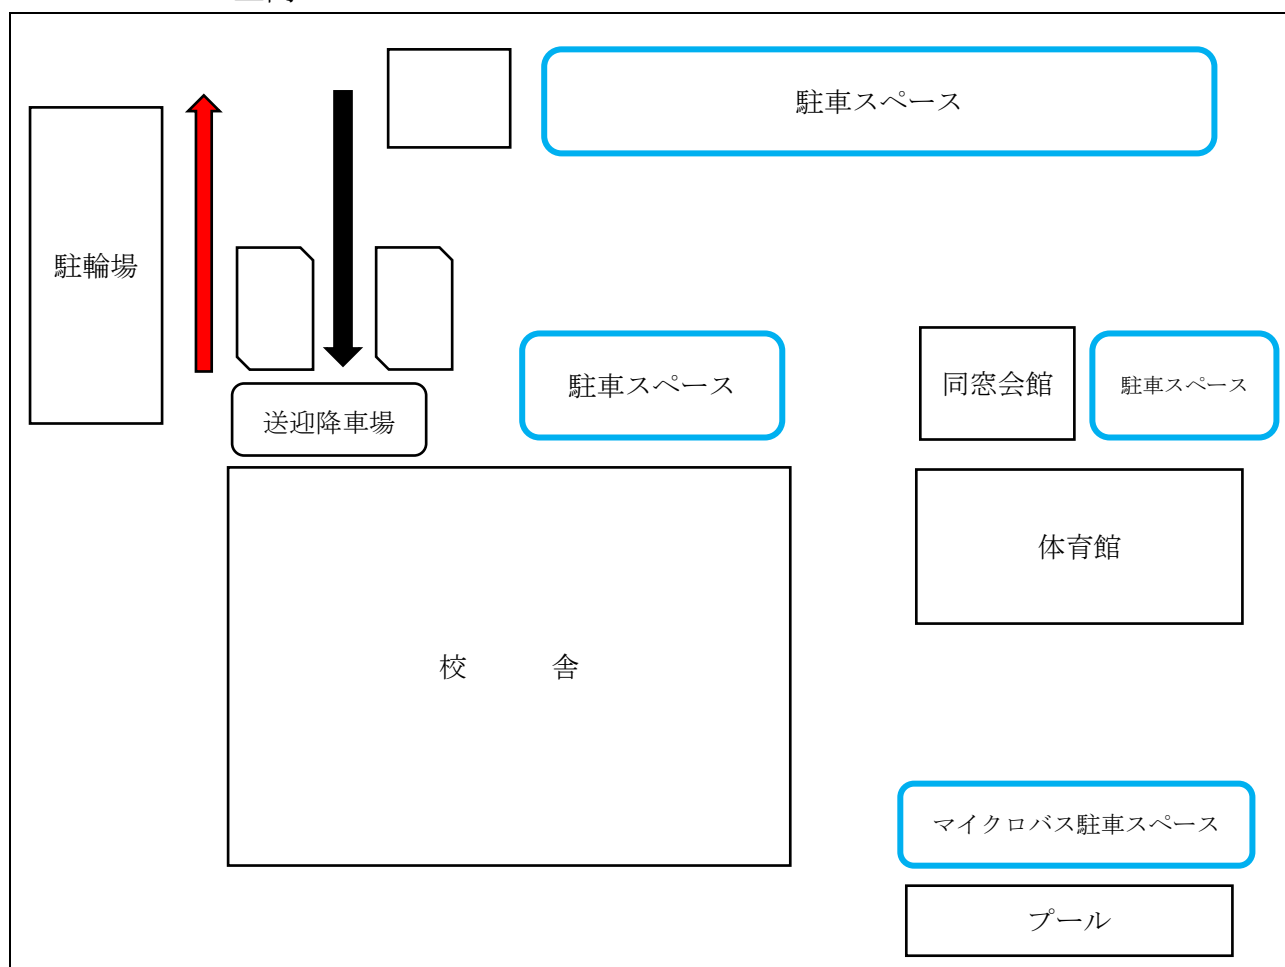 駐車スペース
駐輪場
駐車スペース
同窓会館
駐車スペース
送迎降車場
体育館
校　　　舎
マイクロバス駐車スペース
プール